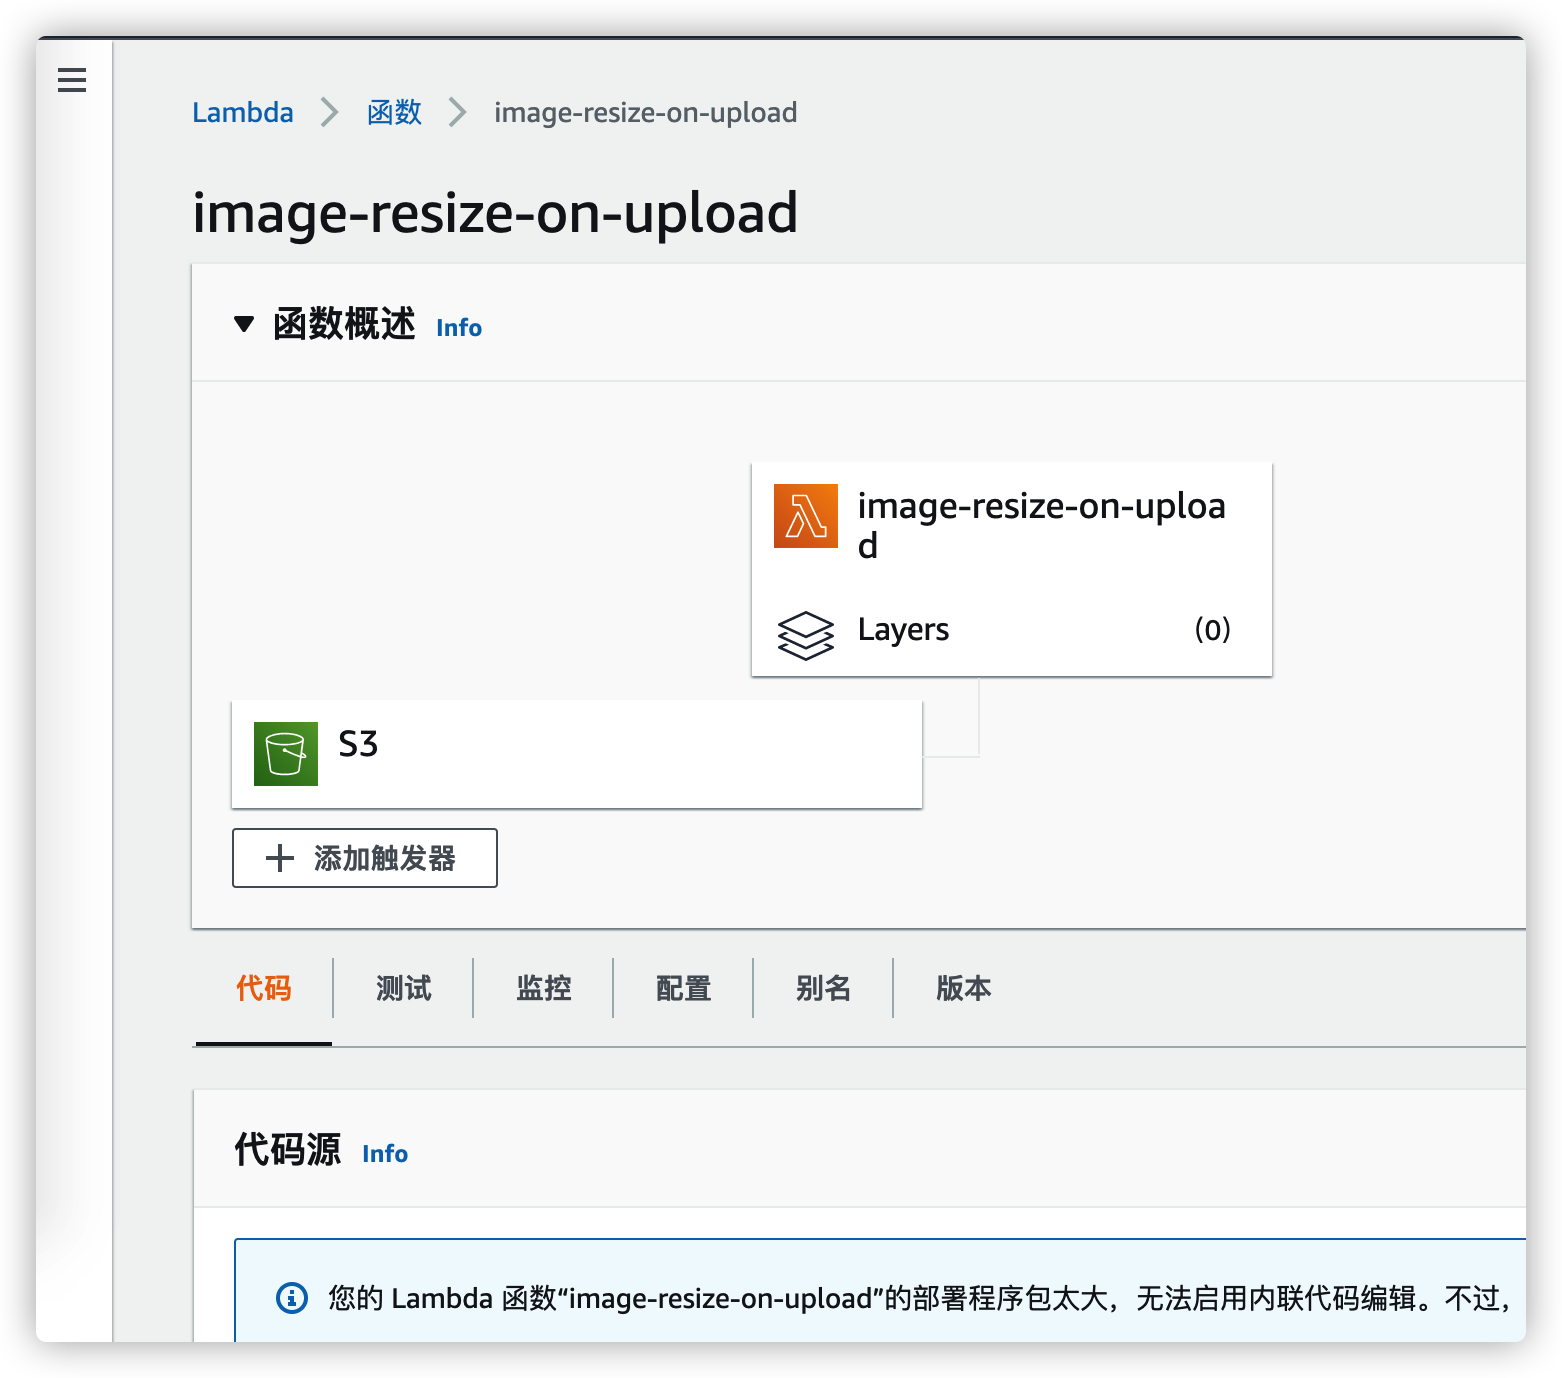 Lambda > 函数 > image-resize-on-upload
image-resize-on-upload
函数概述 Info
image-resize-on-uploa
d
Layers (0)
S3
添加触发器
代码 测试 监控 配置 别名 版本
代码源 Info
您的 Lambda 函数“image-resize-on-upload”的部署程序包太大，无法启用内联代码编辑。不过，